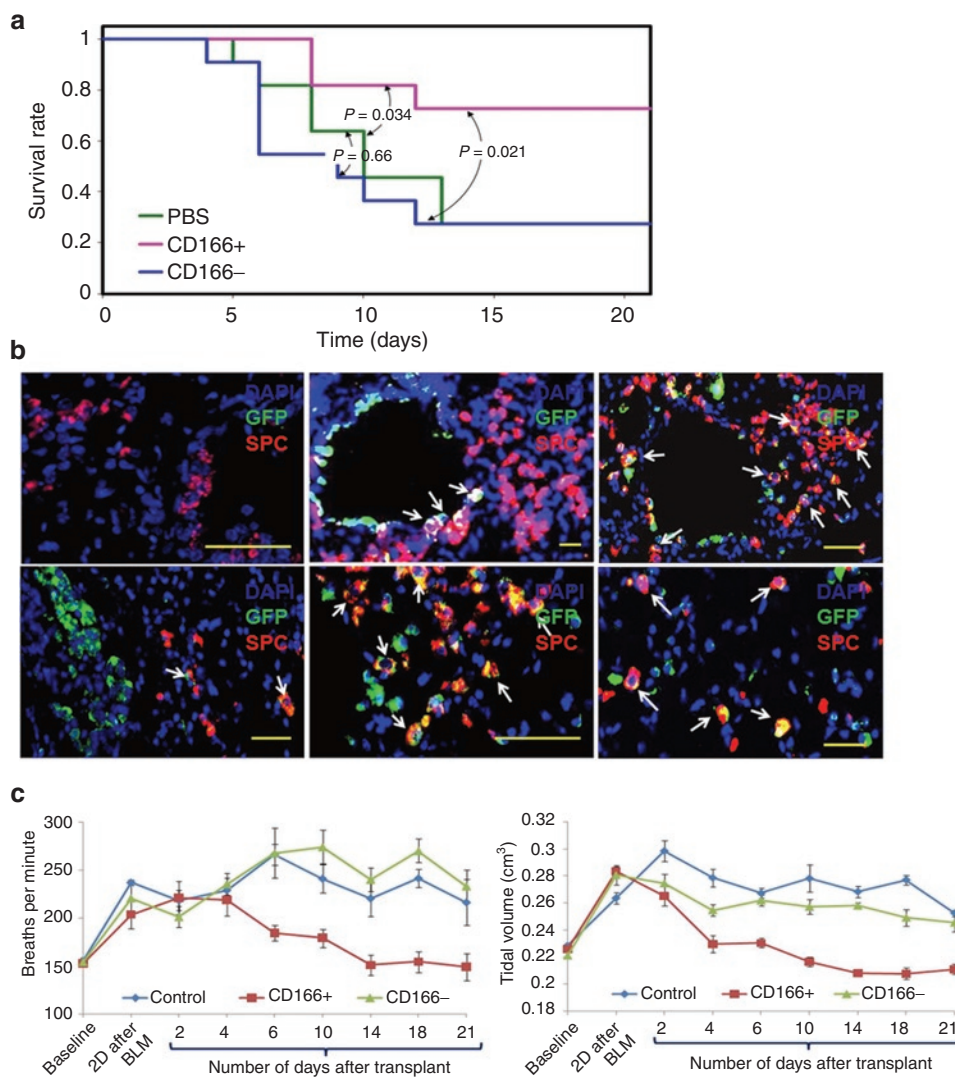 a
1
0.8
0.6
0.4
0.2
0
Survival rate
P = 0.034
P = 0.66
P = 0.021
PBS
CD166+
CD166–
0 5 10 15 20
Time (days)
b
DAPI
GFP
SPC
DAPI
GFP
SPC
DAPI
GFP
SPC
DAPI
GFP
SPC
DAPI
GFP
SPC
DAPI
GFP
SPC
c
300
250
200
150
100
Breaths per minute
Control CD166+ CD166–
Baseline
2D after BLM
2 4 6 10 14 18 21
Number of days after transplant
0.32
0.3
0.28
0.26
0.24
0.22
0.2
0.18
Tidal volume (cm³)
Control CD166+ CD166–
Baseline
2D after BLM
2 4 6 10 14 18 21
Number of days after transplant